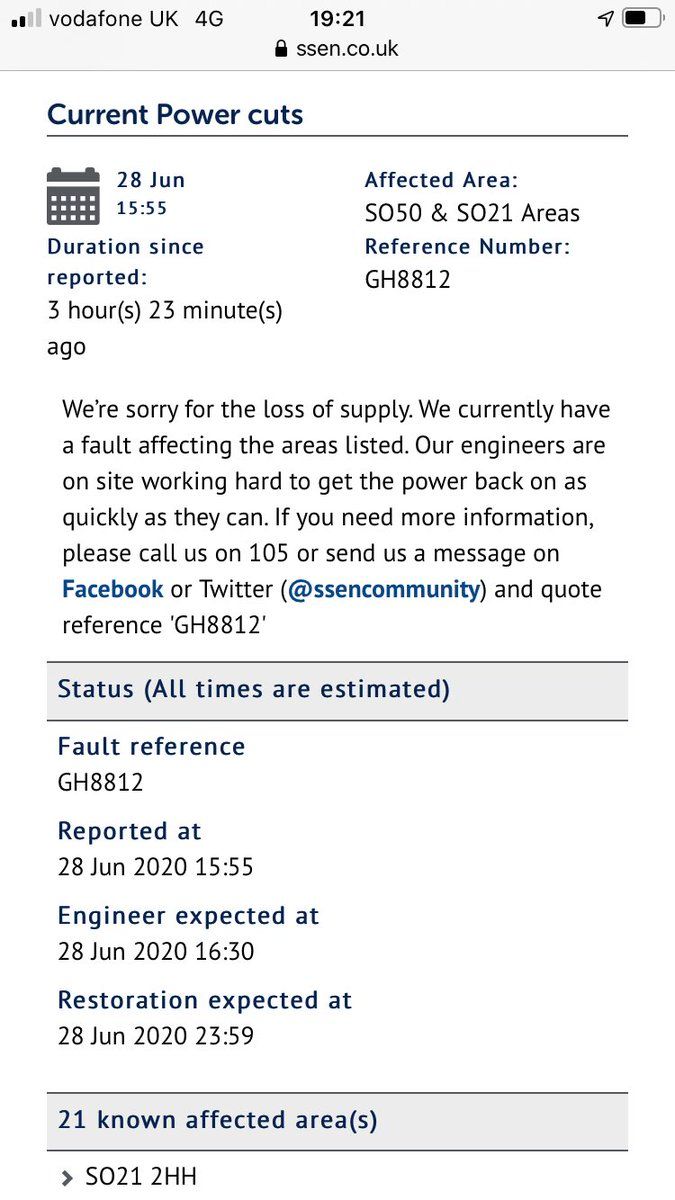 vodafone UK 4G 19:21
ssen.co.uk
Current Power cuts
28 Jun
15:55
Duration since
reported:
3 hour(s) 23 minute(s)
ago
Affected Area:
SO50 & SO21 Areas
Reference Number:
GH8812
We’re sorry for the loss of supply. We currently have
a fault affecting the areas listed. Our engineers are
on site working hard to get the power back on as
quickly as they can. If you need more information,
please call us on 105 or send us a message on
Facebook or Twitter (@ssencommunity) and quote
reference 'GH8812'
Status (All times are estimated)
Fault reference
GH8812
Reported at
28 Jun 2020 15:55
Engineer expected at
28 Jun 2020 16:30
Restoration expected at
28 Jun 2020 23:59
21 known affected area(s)
SO21 2HH